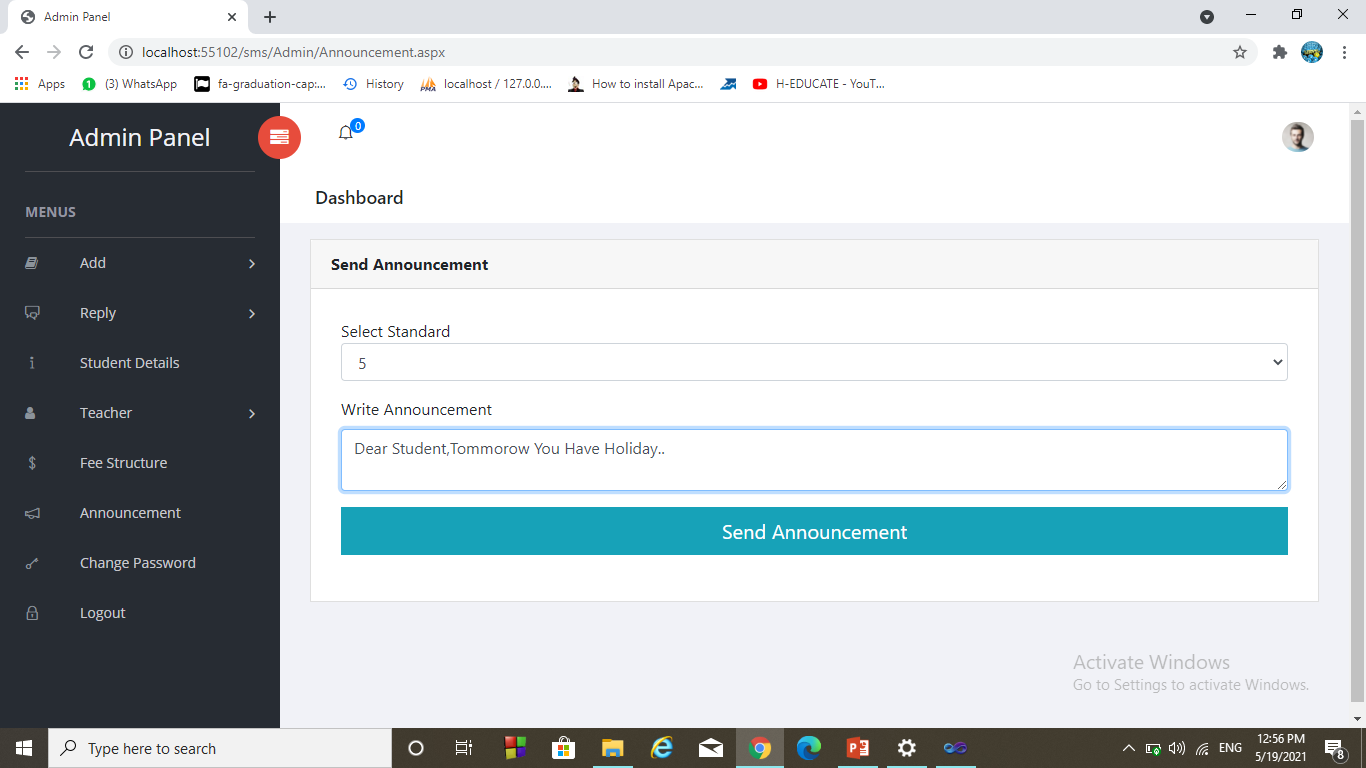 Admin Panel
localhost:55102/sms/Admin/Announcement.aspx
Apps
1
(3) WhatsApp
fa-graduation-cap:...
History
PMA
localhost / 127.0.0....
How to install Apac...
H-EDUCATE - YouT...
Admin Panel
0
Dashboard
MENUS
Add
Reply
Student Details
Teacher
Fee Structure
Announcement
Change Password
Logout
Send Announcement
Select Standard
5
Write Announcement
Dear Student,Tommorow You Have Holiday..
Send Announcement
Activate Windows
Go to Settings to activate Windows.
Type here to search
ENG
12:56 PM
5/19/2021
8